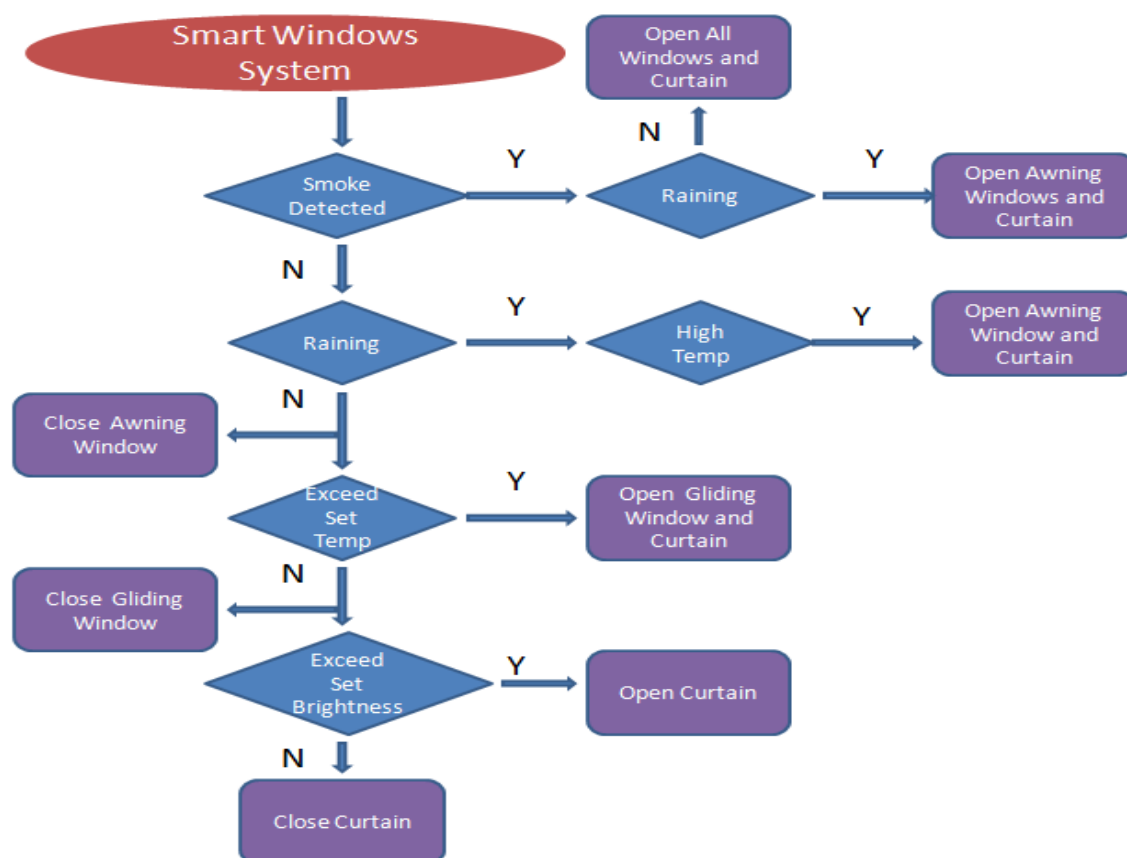 Smart Windows
System
Open All
Windows and
Curtain
N
Y
Y
Smoke
Detected
Raining
Open Awning
Windows and
Curtain
N
Y
Y
Raining
High
Temp
Open Awning
Window and
Curtain
N
Close Awning
Window
Y
Exceed
Set
Temp
Open Gliding
Window and
Curtain
N
Close Gliding
Window
Y
Exceed
Set
Brightness
Open Curtain
N
Close Curtain